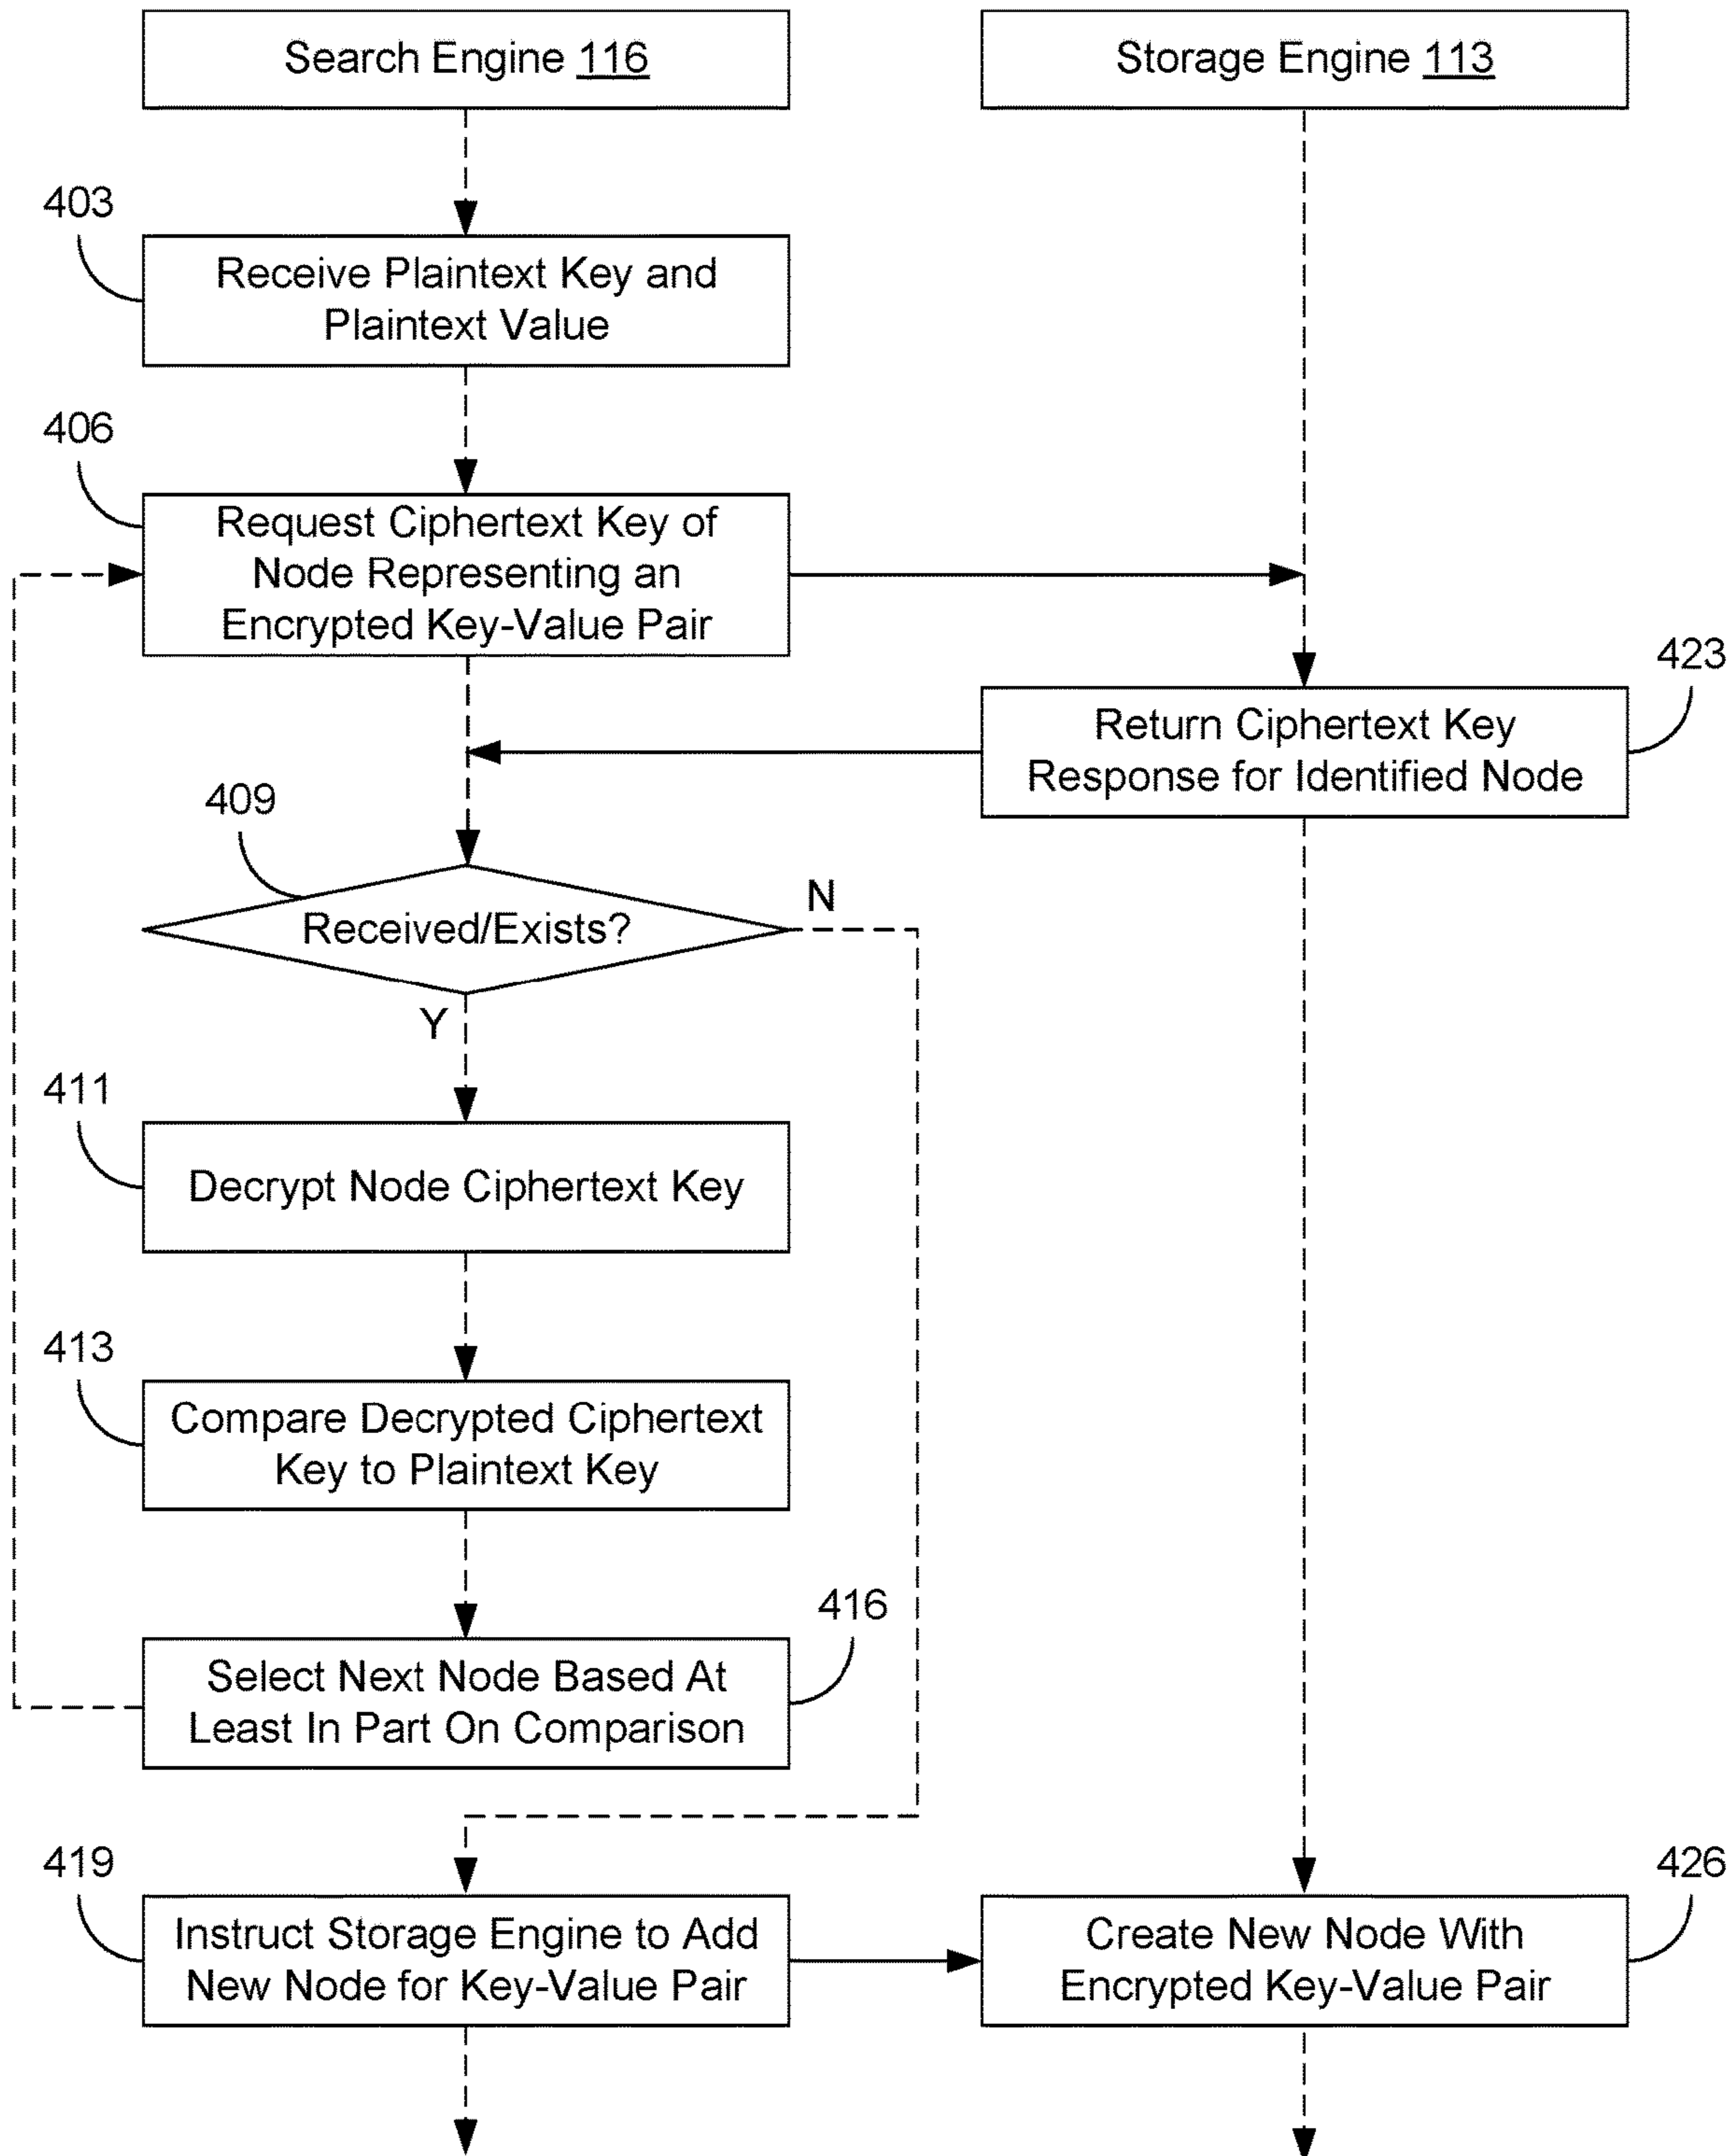 Search Engine 116
Storage Engine 113
403
Receive Plaintext Key and
Plaintext Value
406
Request Ciphertext Key of
Node Representing an
Encrypted Key-Value Pair
423
Return Ciphertext Key
Response for Identified Node
409
Received/Exists?
N
Y
411
Decrypt Node Ciphertext Key
413
Compare Decrypted Ciphertext
Key to Plaintext Key
416
Select Next Node Based At
Least In Part On Comparison
419
Instruct Storage Engine to Add
New Node for Key-Value Pair
426
Create New Node With
Encrypted Key-Value Pair